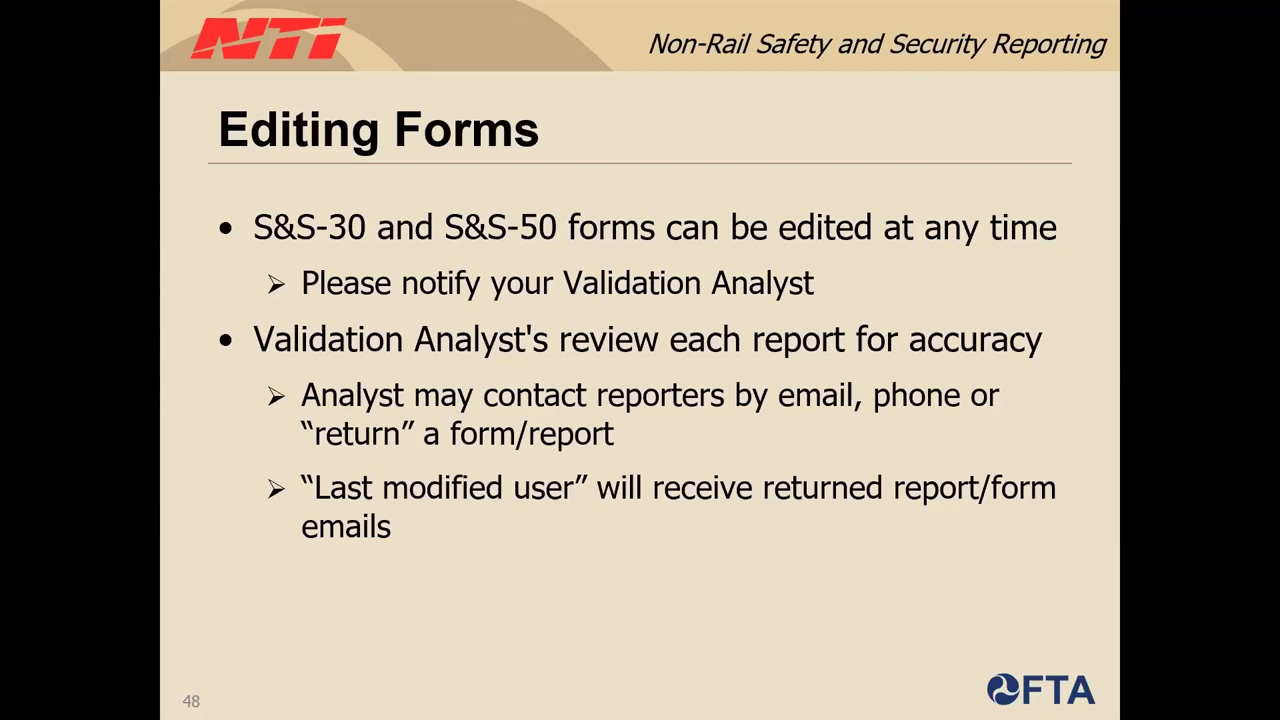 NTI
Non-Rail Safety and Security Reporting
Editing Forms
• S&S-30 and S&S-50 forms can be edited at any time
➢ Please notify your Validation Analyst
• Validation Analyst's review each report for accuracy
➢ Analyst may contact reporters by email, phone or
“return” a form/report
➢ “Last modified user” will receive returned report/form
emails
48
FTA